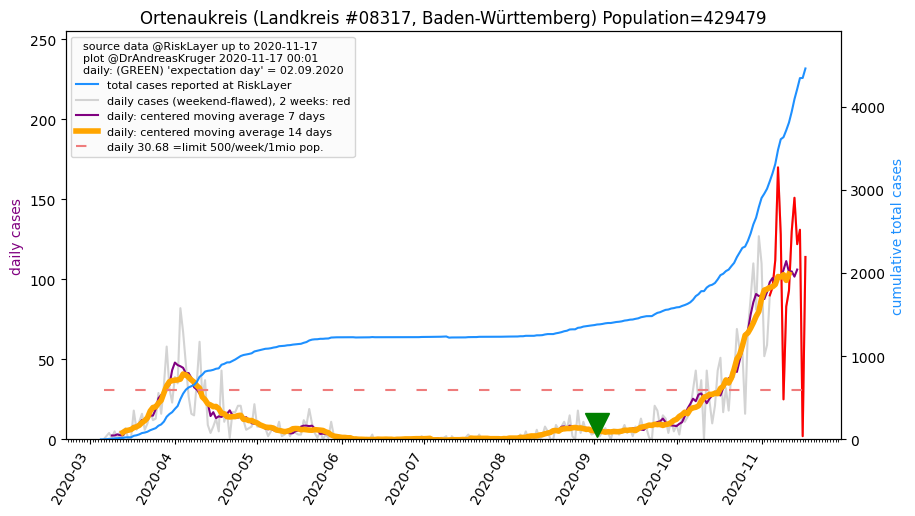 Ortenaukreis (Landkreis #08317, Baden-Württemberg) Population=429479
source data @RiskLayer up to 2020-11-17
plot @DrAndreasKruger 2020-11-17 00:01
daily: (GREEN) 'expectation day' = 02.09.2020
total cases reported at RiskLayer
daily cases (weekend-flawed), 2 weeks: red
daily: centered moving average 7 days
daily: centered moving average 14 days
daily 30.68 =limit 500/week/1mio pop.
daily cases
250
200
150
100
50
0
cumulative total cases
4000
3000
2000
1000
0
2020-03
2020-04
2020-05
2020-06
2020-07
2020-08
2020-09
2020-10
2020-11